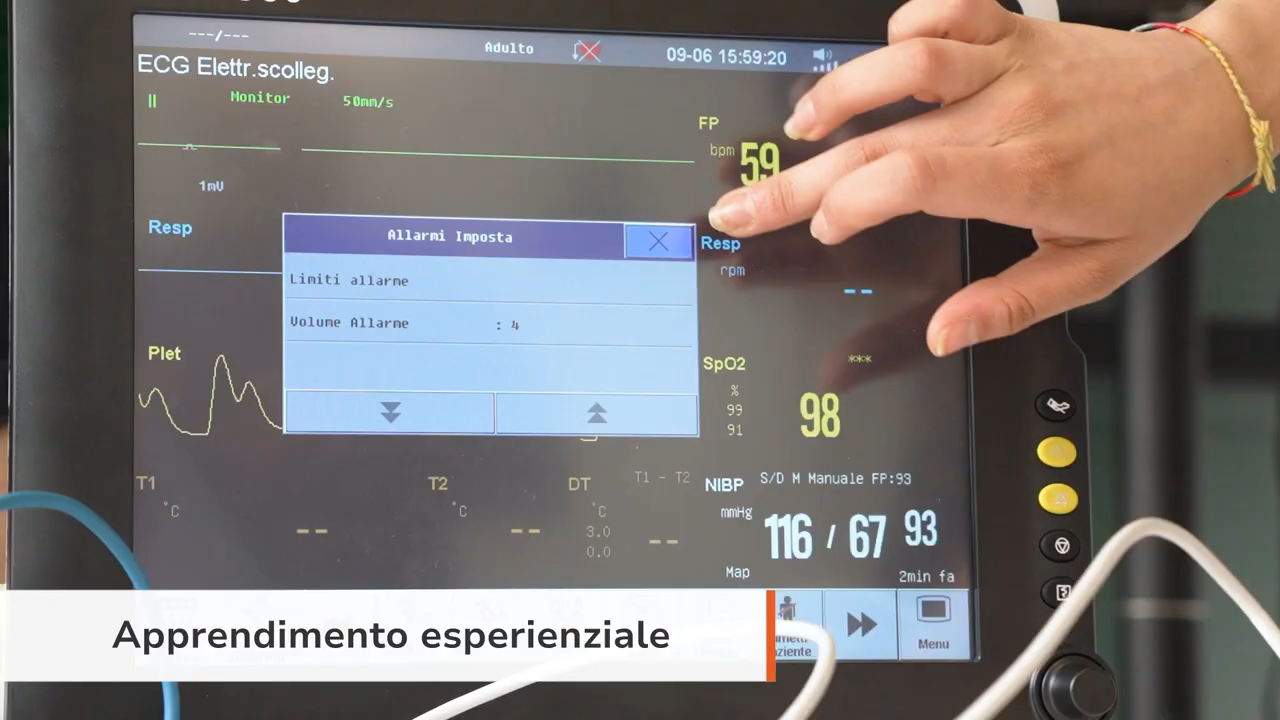 ---/---
Adulto
09-06 15:59:20
ECG Elettr.scolleg.
II Monitor 50mm/s
1mV
FP
bpm 59
Resp
Resp
rpm
--
Allarmi Imposta
Limiti allarme
Volume Allarme : 4
Plet
SpO2
***
%
99
91
98
T1
°C
--
T2
°C
--
DT
°C
3.0
0.0
T1 - T2
--
NIBP S/D M Manuale FP:93
mmHg
116 / 67 93
Map
2min fa
Menu
Apprendimento esperienziale